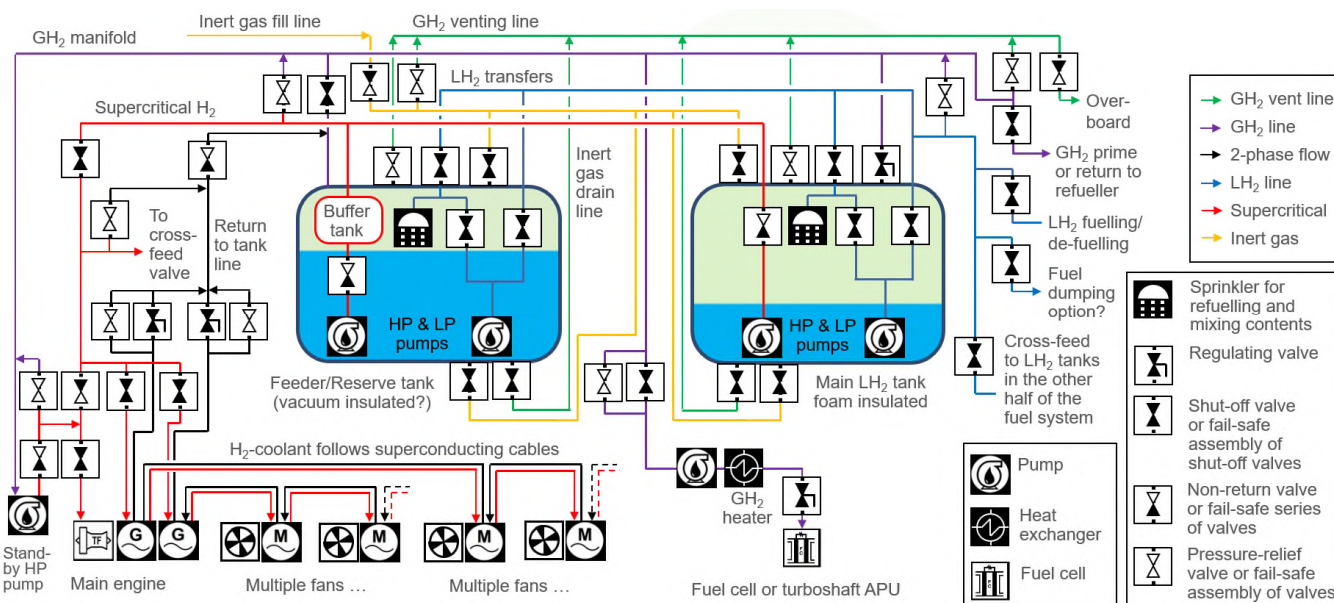 Inert gas fill line
GH₂ venting line
GH₂ manifold
LH₂ transfers
Supercritical H₂
Over-
board
GH₂ prime
or return to
refueller
LH₂ fuelling/
de-fuelling
Fuel
dumping
option?
Cross-feed
to LH₂ tanks
in the other
half of the
fuel system
Inert
gas
drain
line
To
cross-
feed
valve
Return
to tank
line
Buffer
tank
HP & LP
pumps
HP & LP
pumps
Feeder/Reserve tank
(vacuum insulated?)
Main LH₂ tank
foam insulated
H₂-coolant follows superconducting cables
GH₂
heater
TF
G
G
M
M
M
M
FC
Stand-
by HP
pump
Main engine
Multiple fans ...
Multiple fans ...
Fuel cell or turboshaft APU
GH₂ vent line
GH₂ line
2-phase flow
LH₂ line
Supercritical
Inert gas
Sprinkler for
refuelling and
mixing contents
Regulating valve
Shut-off valve
or fail-safe
assembly of
shut-off valves
Non-return valve
or fail-safe series
of valves
Pressure-relief
valve or fail-safe
assembly of valves
Pump
Heat
exchanger
Fuel cell
FC